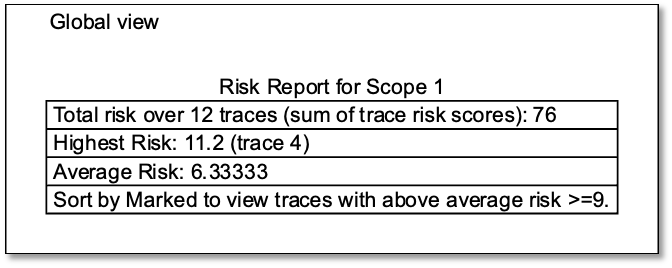 Global view
Risk Report for Scope 1
Total risk over 12 traces (sum of trace risk scores): 76
Highest Risk: 11.2 (trace 4)
Average Risk: 6.33333
Sort by Marked to view traces with above average risk >=9.